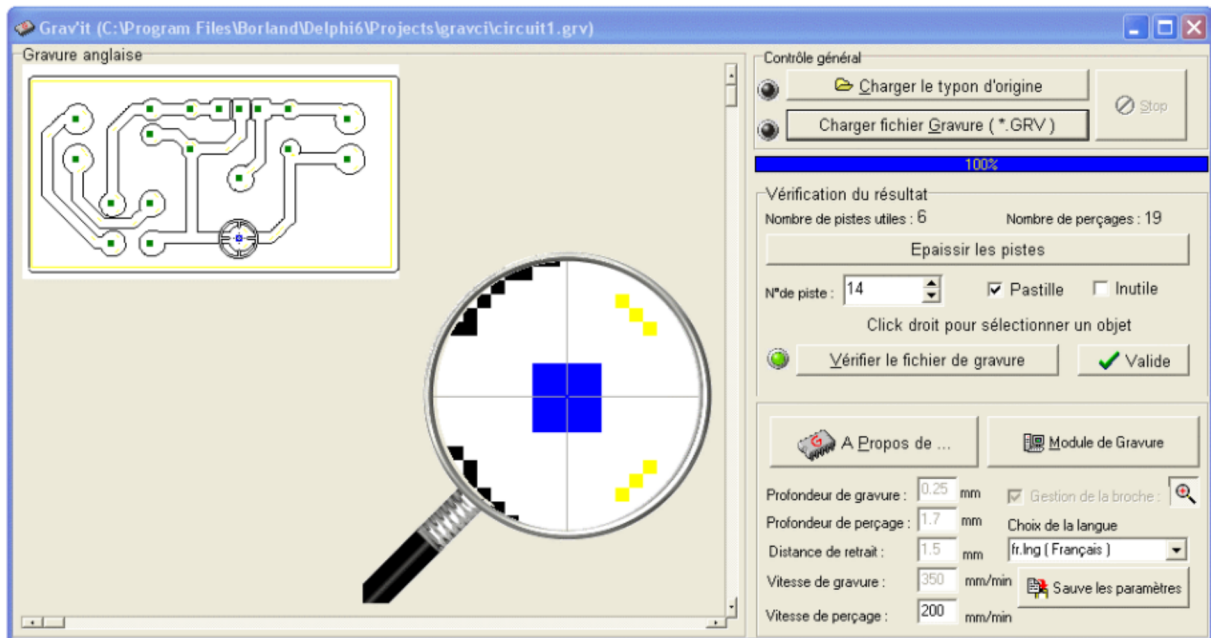 Grav'it (C:\Program Files\Borland\Delphi6\Projects\gravci\circuit1.grv)
Gravure anglaise
Contrôle général
Charger le typon d'origine
Charger fichier Gravure ( *.GRV )
Stop
100%
Vérification du résultat
Nombre de pistes utiles : 6 Nombre de perçages : 19
Epaissir les pistes
N°de piste : 14 Pastille Inutile
Click droit pour sélectionner un objet
Vérifier le fichier de gravure Valide
A Propos de ... Module de Gravure
Profondeur de gravure : 0.25 mm Gestion de la broche :
Profondeur de perçage : 1.7 mm Choix de la langue
Distance de retrait : 1.5 mm fr.lng ( Français )
Vitesse de gravure : 350 mm/min Sauve les paramètres
Vitesse de perçage : 200 mm/min